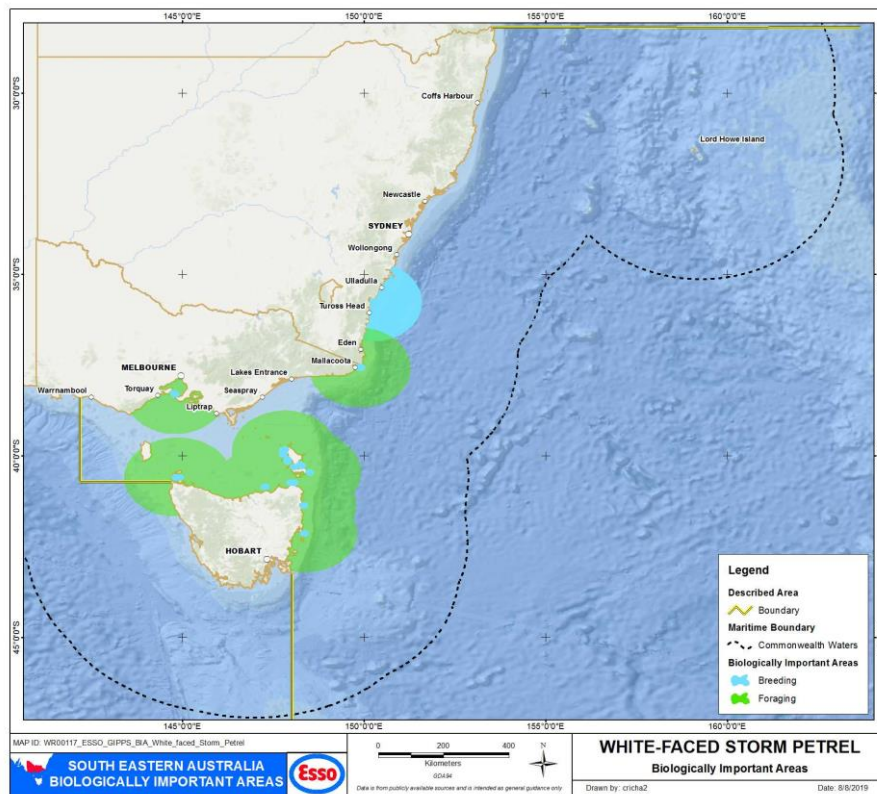 145°0'0"E
150°0'0"E
155°0'0"E
160°0'0"E
30°0'0"S
35°0'0"S
40°0'0"S
45°0'0"S
Coffs Harbour
Lord Howe Island
Newcastle
SYDNEY
Wollongong
Ulladulla
Tuross Head
Eden
MELBOURNE
Mallacoota
Lakes Entrance
Warrnambool
Torquay
Seaspray
Liptrap
HOBART
Legend
Described Area
Boundary
Maritime Boundary
Commonwealth Waters
Biologically Important Areas
Breeding
Foraging
145°0'0"E
150°0'0"E
155°0'0"E
160°0'0"E
MAP ID: WR00117_ESSO_GIPPS_BIA_White_faced_Storm_Petrel
SOUTH EASTERN AUSTRALIA
BIOLOGICALLY IMPORTANT AREAS
Esso
0 200 400
Kilometers
GDA94
N
Data is from publicly available sources and is intended as general guidance only
WHITE-FACED STORM PETREL
Biologically Important Areas
Drawn by: cricha2
Date: 8/8/2019